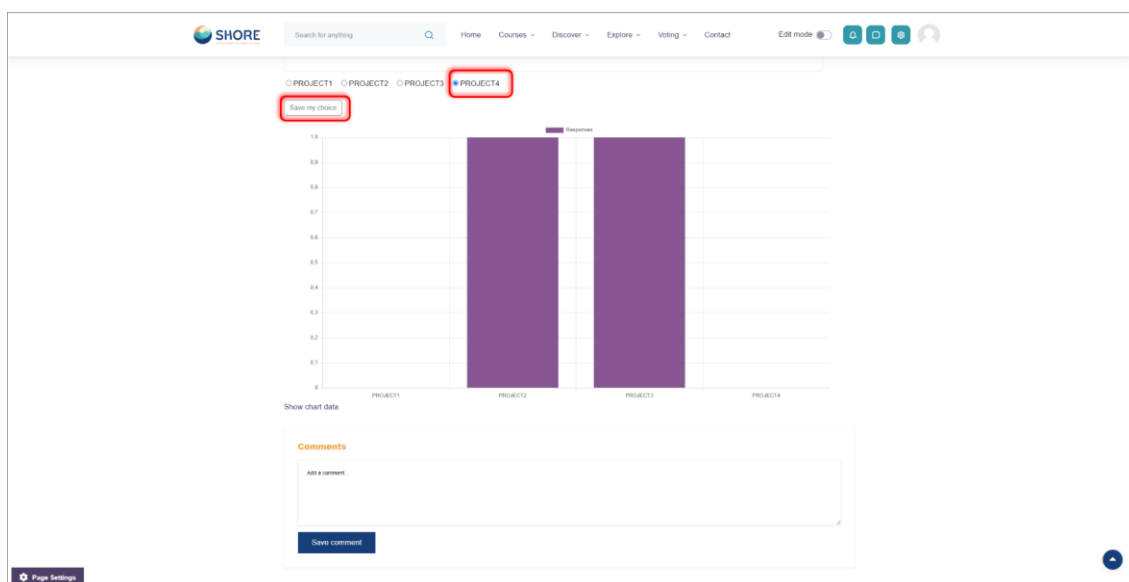 SHORE
Search for anything
Home Courses Discover Explore Voting Contact
Edit mode
PROJECT1 PROJECT2 PROJECT3 PROJECT4
Save my choice
Responses
1,0
0,9
0,8
0,7
0,6
0,5
0,4
0,3
0,2
0,1
0
PROJECT1 PROJECT2 PROJECT3 PROJECT4
Show chart data
Comments
Add a comment..
Save comment
Page Settings